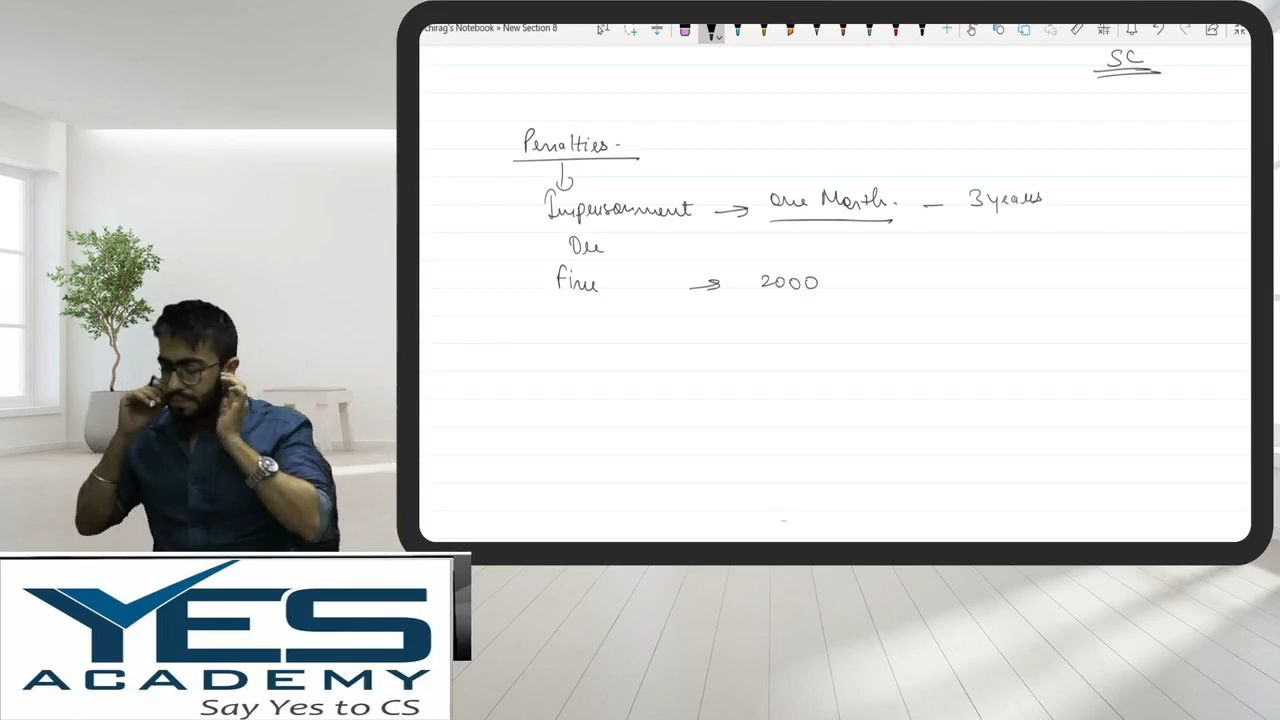 chirag's Notebook » New Section 8
SC
Penalties -
Impersonment → one Month. - 3 years
Or
Fine → 2000
YES
ACADEMY
Say Yes to CS